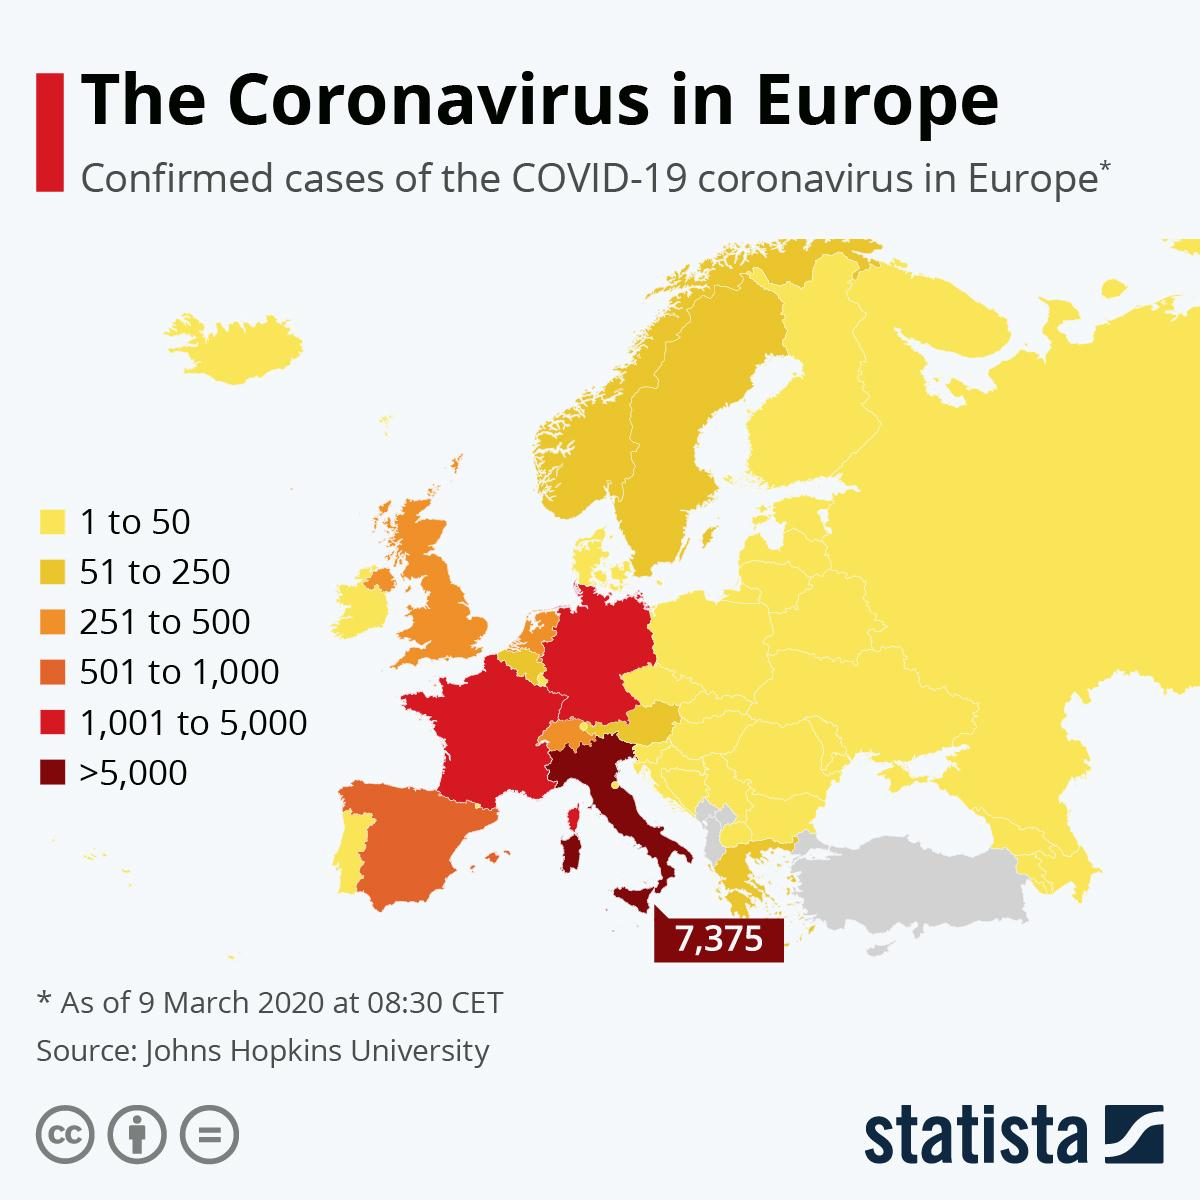 The Coronavirus in Europe
Confirmed cases of the COVID-19 coronavirus in Europe*
1 to 50
51 to 250
251 to 500
501 to 1,000
1,001 to 5,000
>5,000
7,375
* As of 9 March 2020 at 08:30 CET
Source: Johns Hopkins University
cc
statista